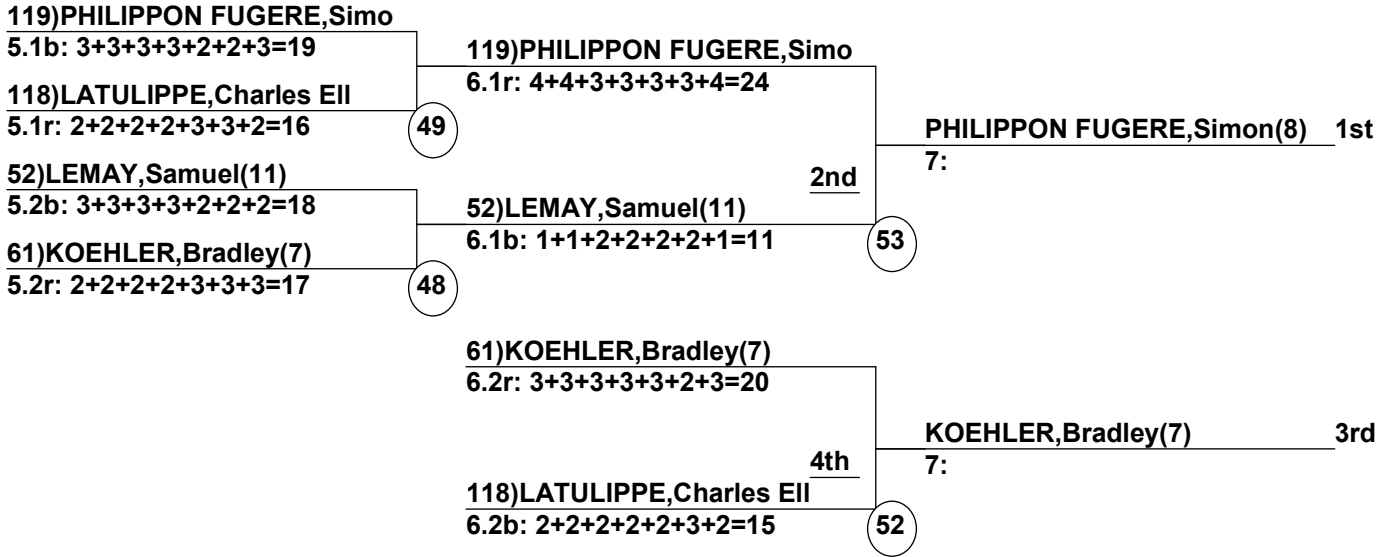 119)PHILIPPON FUGERE,Simo
5.1b: 3+3+3+3+2+2+3=19
118)LATULIPPE,Charles Ell
5.1r: 2+2+2+2+3+3+2=16
49
52)LEMAY,Samuel(11)
5.2b: 3+3+3+3+2+2+2=18
61)KOEHLER,Bradley(7)
5.2r: 2+2+2+2+3+3+3=17
48
119)PHILIPPON FUGERE,Simo
6.1r: 4+4+3+3+3+3+4=24
2nd
52)LEMAY,Samuel(11)
6.1b: 1+1+2+2+2+2+1=11
53
PHILIPPON FUGERE,Simon(8) 1st
7:
61)KOEHLER,Bradley(7)
6.2r: 3+3+3+3+3+2+3=20
4th
118)LATULIPPE,Charles Ell
6.2b: 2+2+2+2+2+3+2=15
52
KOEHLER,Bradley(7) 3rd
7: